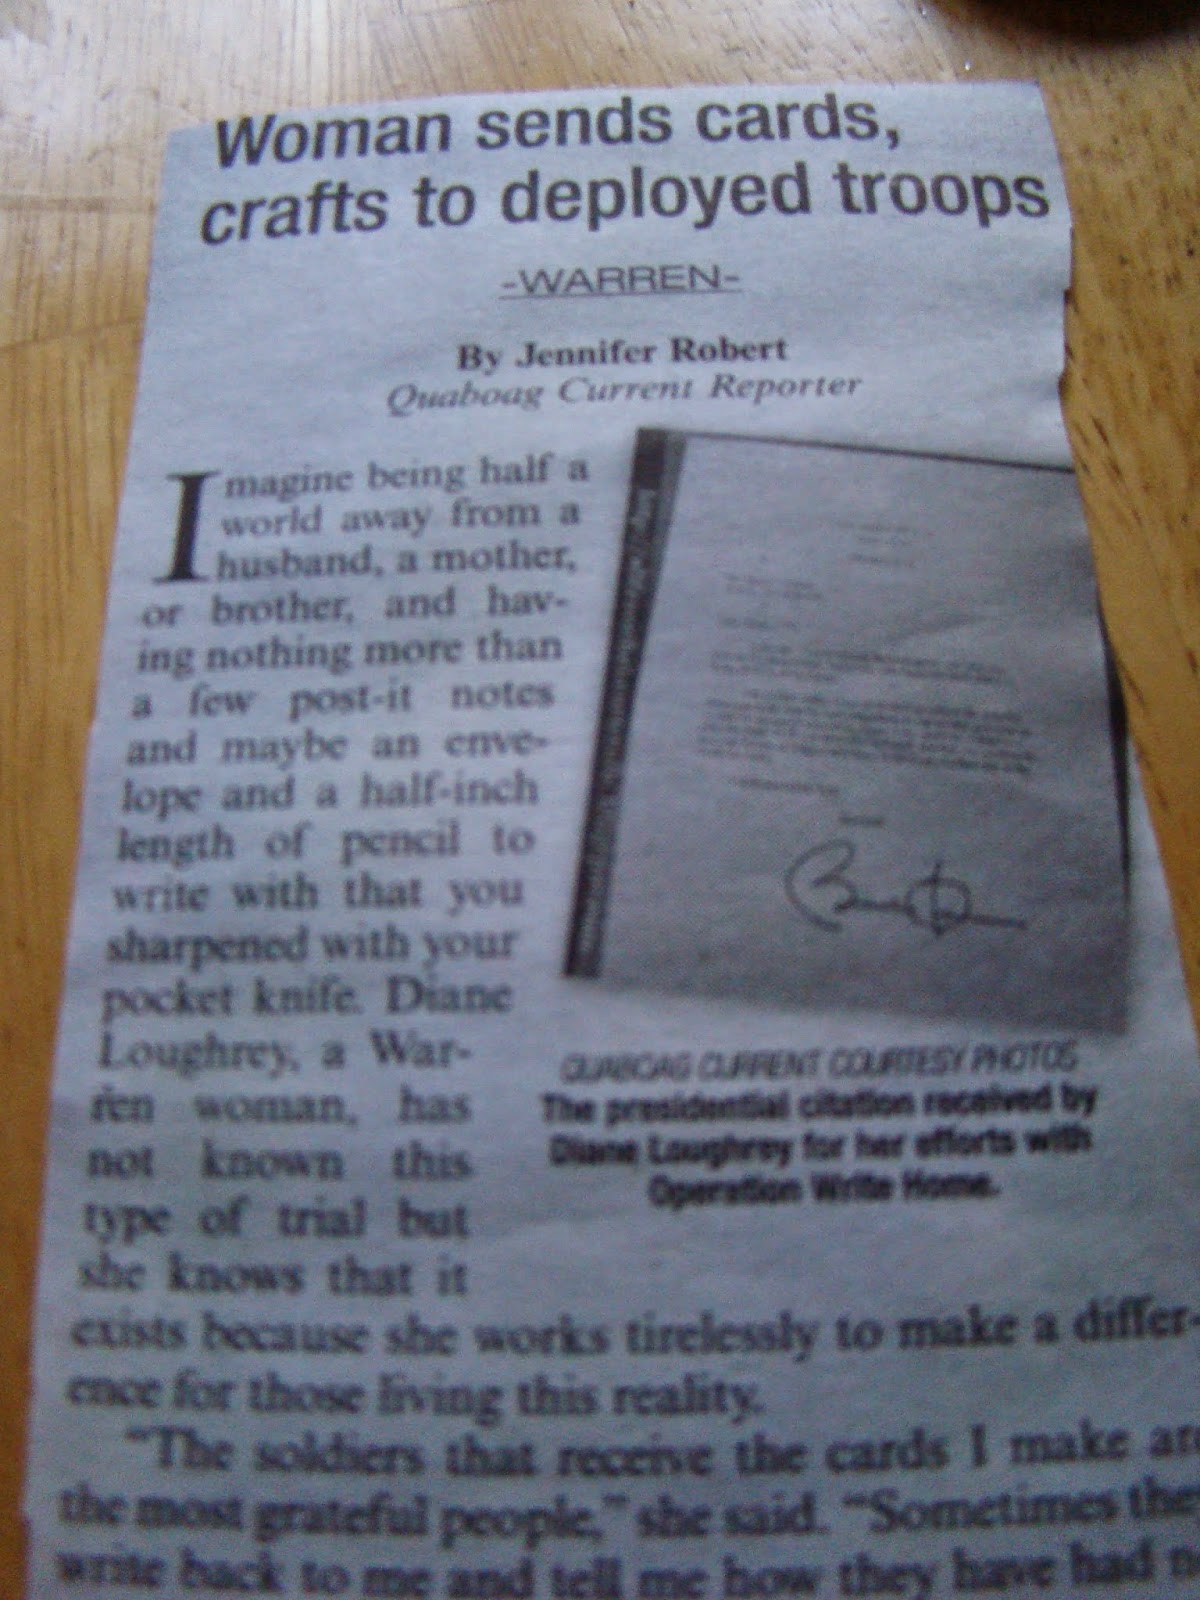 Woman sends cards,
crafts to deployed troops
-WARREN-
By Jennifer Robert
Quaboag Current Reporter
Imagine being half a
world away from a
husband, a mother,
or brother, and hav-
ing nothing more than
a few post-it notes
and maybe an enve-
lope and a half-inch
length of pencil to
write with that you
sharpened with your
pocket knife. Diane
Loughrey, a War-
ren woman, has
not known this
type of trial but
she knows that it
exists because she works tirelessly to make a differ-
ence for those living this reality.
"The soldiers that receive the cards I make are
the most grateful people," she said. "Sometimes they
write back to me and tell me how they have had
QUABOAG CURRENT COURTESY PHOTOS
The presidential citation received by
Diane Loughrey for her efforts with
Operation Write Home.